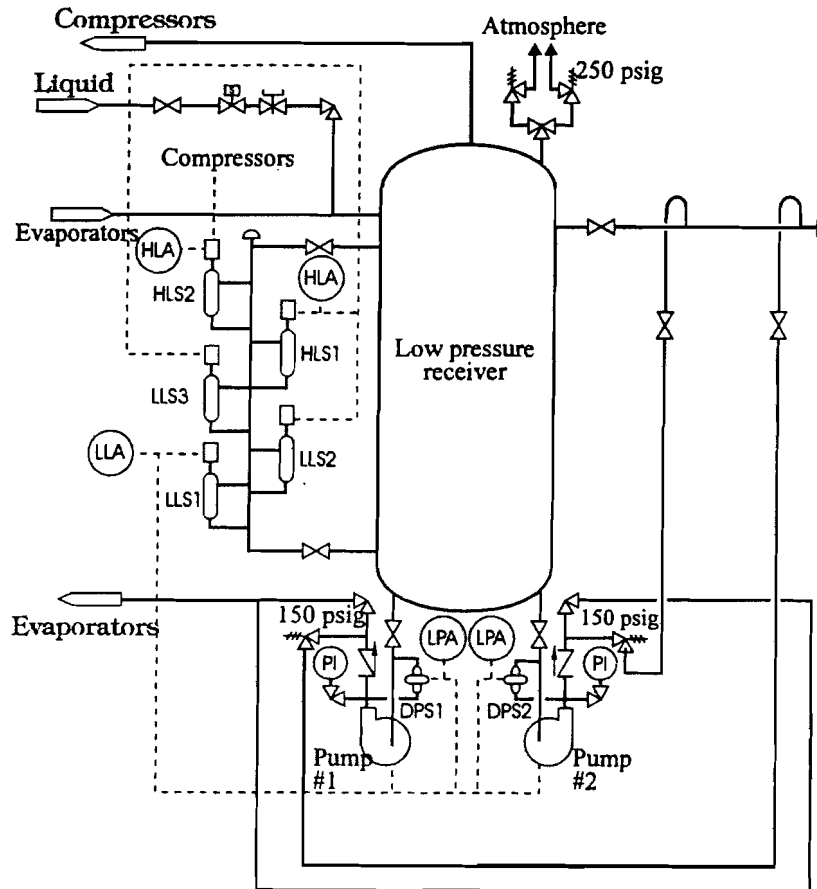 Compressors
Atmosphere
250 psig
Liquid
Compressors
Evaporators
HLA
HLA
HLS2
HLS1
Low pressure
receiver
LLS3
LLA
LLS2
LLS1
Evaporators
150 psig
LPA
LPA
150 psig
PI
PI
DPS1
DPS2
Pump
#1
Pump
#2